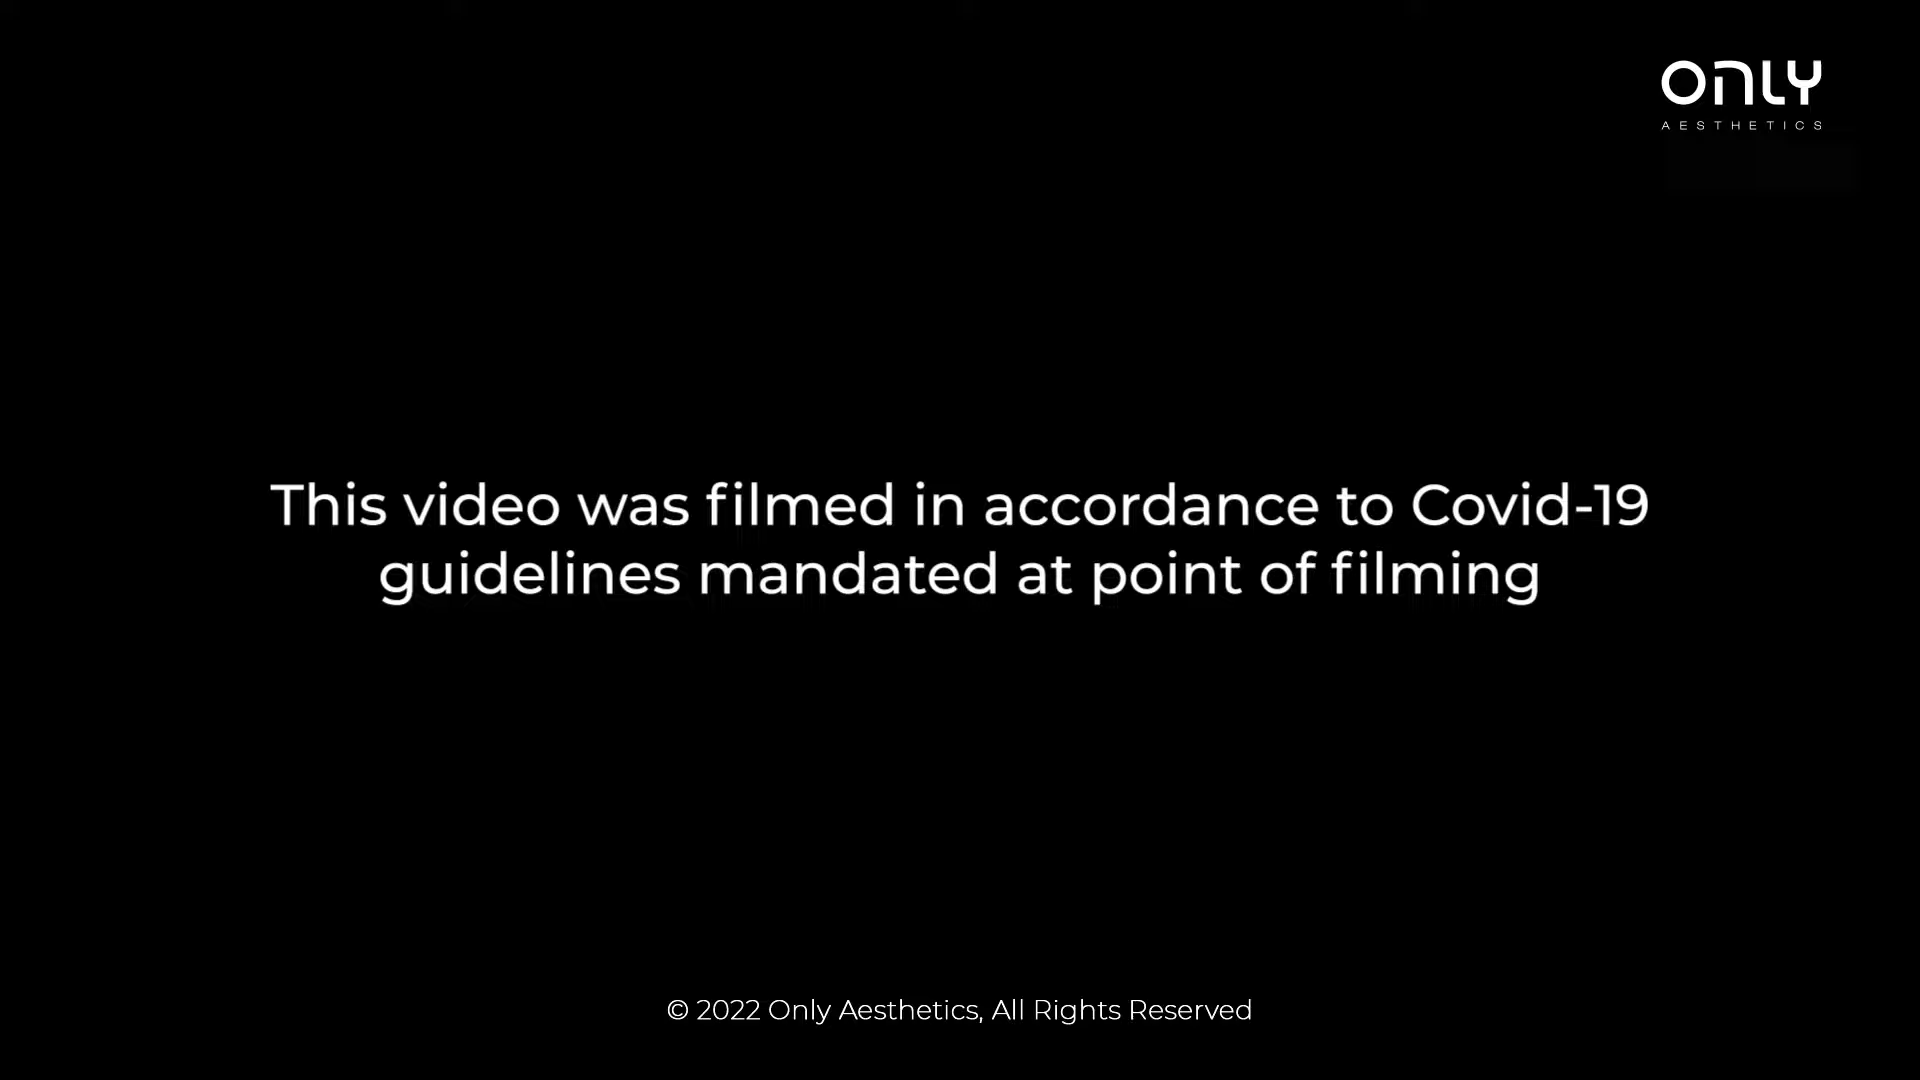 ONLY
AESTHETICS
This video was filmed in accordance to Covid-19
guidelines mandated at point of filming
© 2022 Only Aesthetics, All Rights Reserved